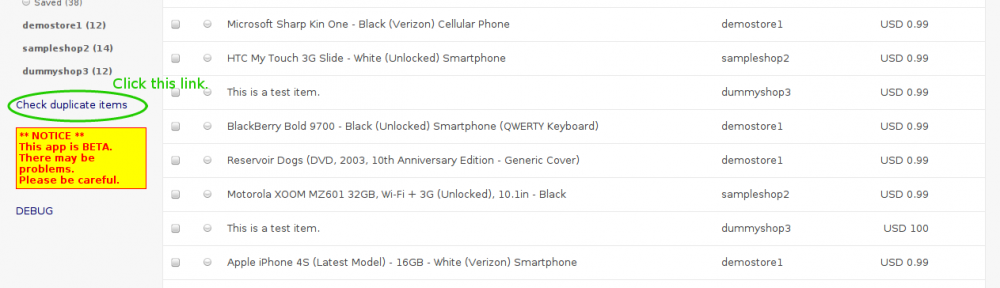 Saved (38)
demostore1 (12)
sampleshop2 (14)
dummyshop3 (12)
Click this link.
Check duplicate items
** NOTICE **
This app is BETA.
There may be
problems.
Please be careful.
DEBUG
Microsoft Sharp Kin One - Black (Verizon) Cellular Phone demostore1 USD 0.99
HTC My Touch 3G Slide - White (Unlocked) Smartphone sampleshop2 USD 0.99
This is a test item. dummyshop3 USD 0.99
BlackBerry Bold 9700 - Black (Unlocked) Smartphone (QWERTY Keyboard) demostore1 USD 0.99
Reservoir Dogs (DVD, 2003, 10th Anniversary Edition - Generic Cover) demostore1 USD 0.99
Motorola XOOM MZ601 32GB, Wi-Fi + 3G (Unlocked), 10.1in - Black sampleshop2 USD 0.99
This is a test item. dummyshop3 USD 100
Apple iPhone 4S (Latest Model) - 16GB - White (Verizon) Smartphone demostore1 USD 0.99